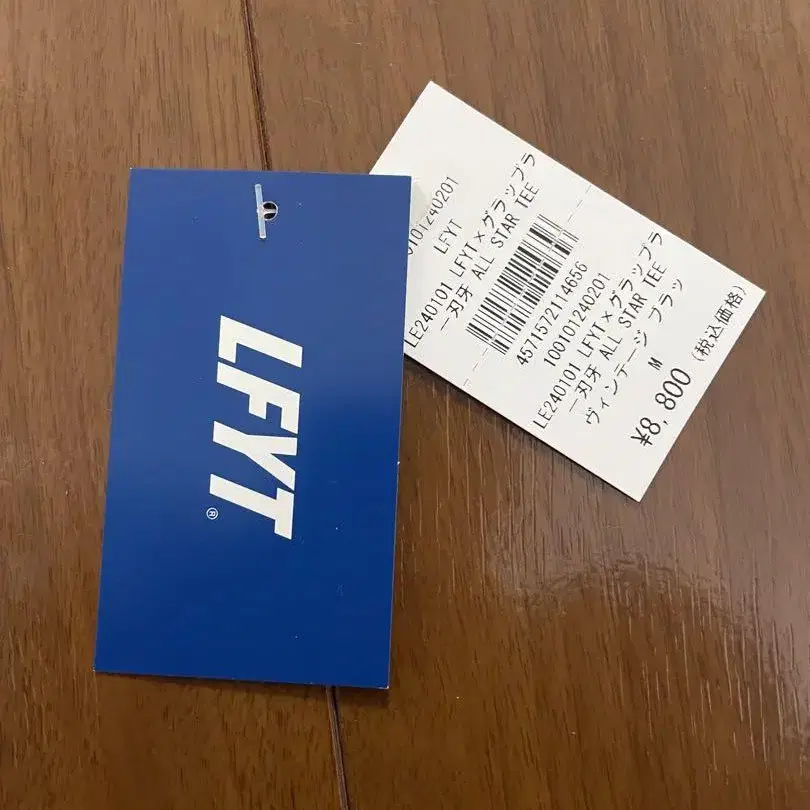 LFYT®
0101240201
LFYT
LE240101 LFYT×グラップラ
一刃牙 ALL STAR TEE
4571572114656
100101240201
LE240101 LFYT×グラップラ
一刃牙 ALL STAR TEE
ヴィンテージ ブラッ
M
¥8,800 (税込価格)